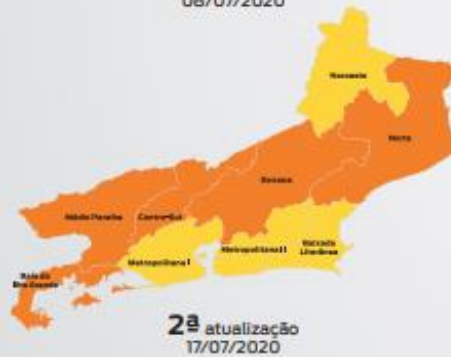 08/07/2020
Noroeste
Norte
Serrana
Médio Paraíba
Centro-Sul
Metropolitana I
Metropolitana II
Baixada
Litorânea
Baía da
Ilha Grande
2ª atualização
17/07/2020